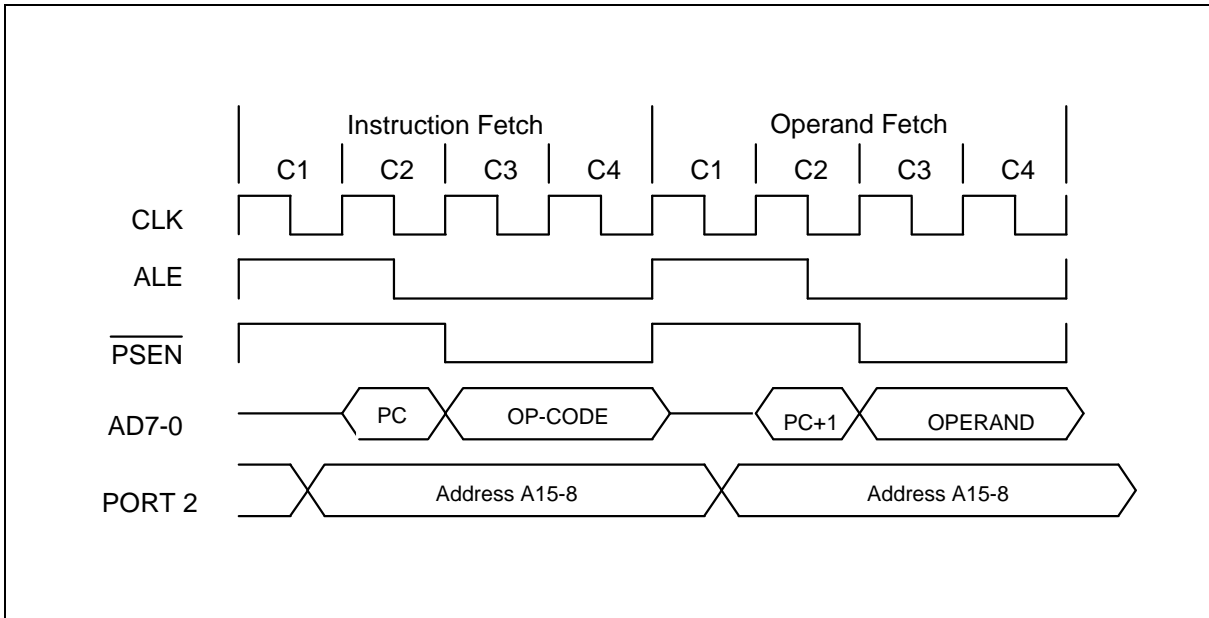 Instruction Fetch Operand Fetch
C1 C2 C3 C4 C1 C2 C3 C4
CLK
ALE
PSEN
AD7-0 PC OP-CODE PC+1 OPERAND
PORT 2 Address A15-8 Address A15-8